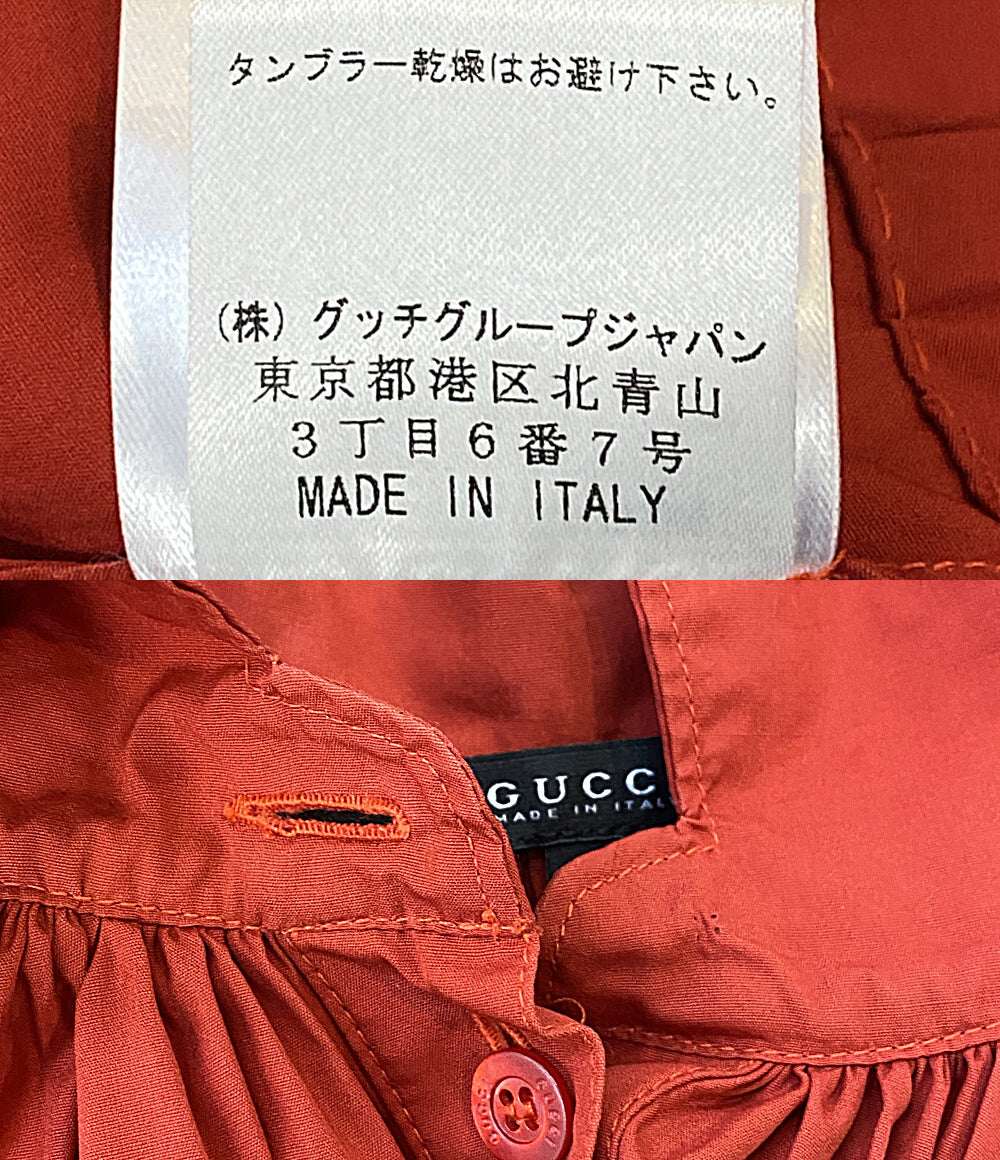 タンブラー乾燥はお避け下さい。
(株) グッチグループジャパン
東京都港区北青山
3丁目6番7号
MADE IN ITALY
GUCC
MADE IN ITAL
GUCCI